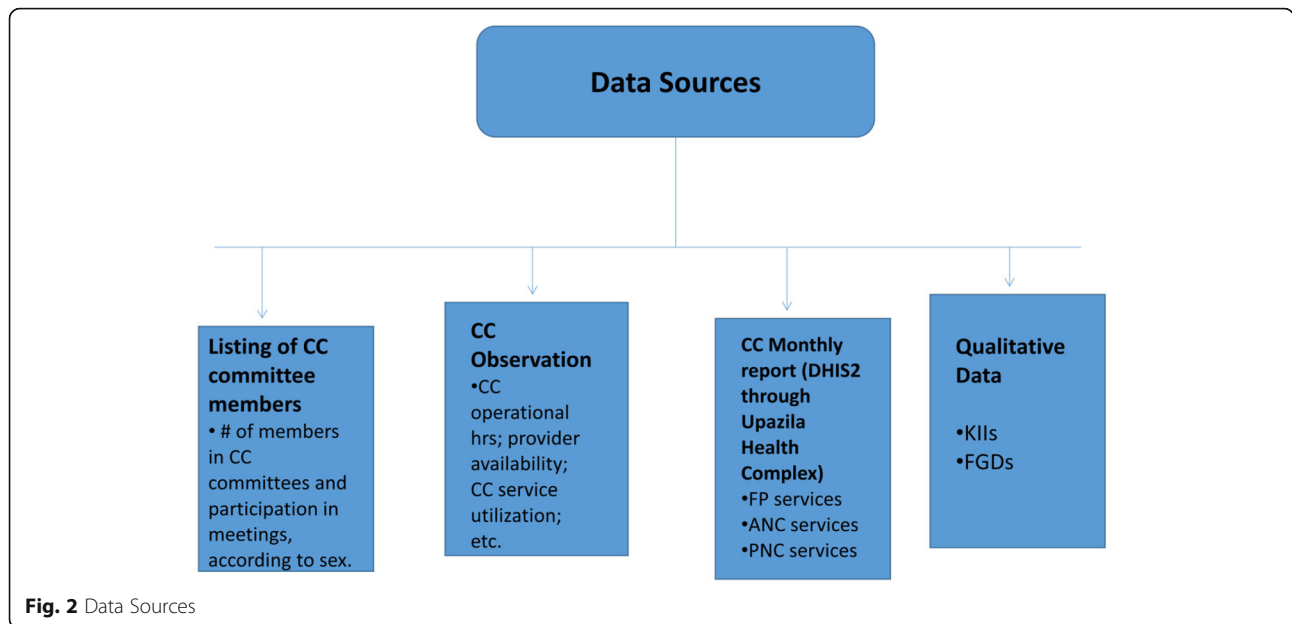 Data Sources
Listing of CC
committee
members
• # of members
in CC
committees and
participation in
meetings,
according to sex.
CC
Observation
•CC
operational
hrs; provider
availability;
CC service
utilization;
etc.
CC Monthly
report (DHIS2
through
Upazila
Health
Complex)
•FP services
•ANC services
•PNC services
Qualitative
Data
•KIIs
•FGDs
Fig. 2 Data Sources